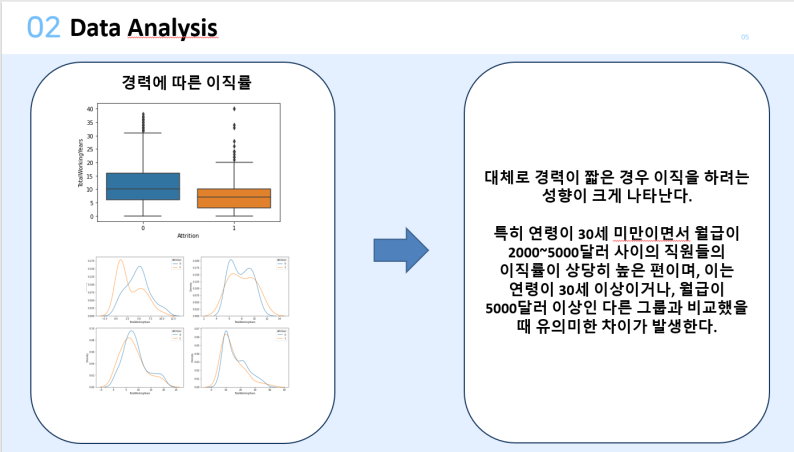 02 Data Analysis
05
경력에 따른 이직률
40
35
30
25
20
15
10
5
0
TotalWorkingYears
0 1
Attrition
대체로 경력이 짧은 경우 이직을 하려는
성향이 크게 나타난다.
특히 연령이 30세 미만이면서 월급이
2000~5000달러 사이의 직원들의
이직률이 상당히 높은 편이며, 이는
연령이 30세 이상이거나, 월급이
5000달러 이상인 다른 그룹과 비교했을
때 유의미한 차이가 발생한다.